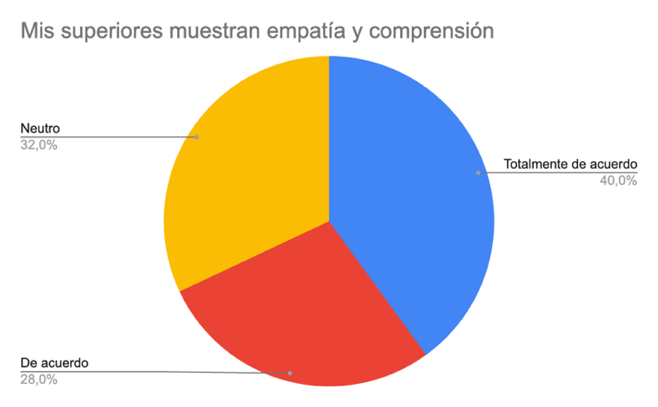 Mis superiores muestran empatía y comprensión
Neutro
32,0%
Totalmente de acuerdo
40,0%
De acuerdo
28,0%